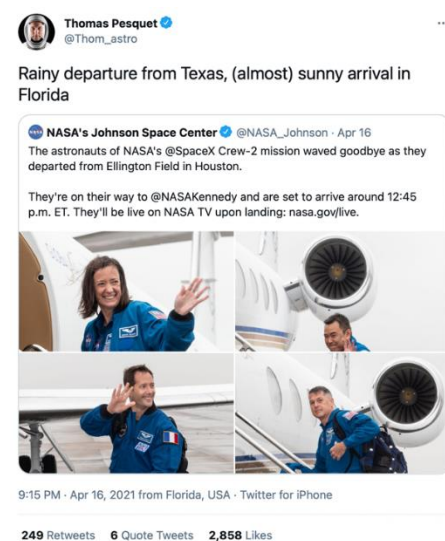 Thomas Pesquet
@Thom_astro
Rainy departure from Texas, (almost) sunny arrival in
Florida
NASA's Johnson Space Center @NASA_Johnson · Apr 16
The astronauts of NASA's @SpaceX Crew-2 mission waved goodbye as they
departed from Ellington Field in Houston.
They're on their way to @NASAKennedy and are set to arrive around 12:45
p.m. ET. They'll be live on NASA TV upon landing: nasa.gov/live.
9:15 PM · Apr 16, 2021 from Florida, USA · Twitter for iPhone
249 Retweets 6 Quote Tweets 2,858 Likes